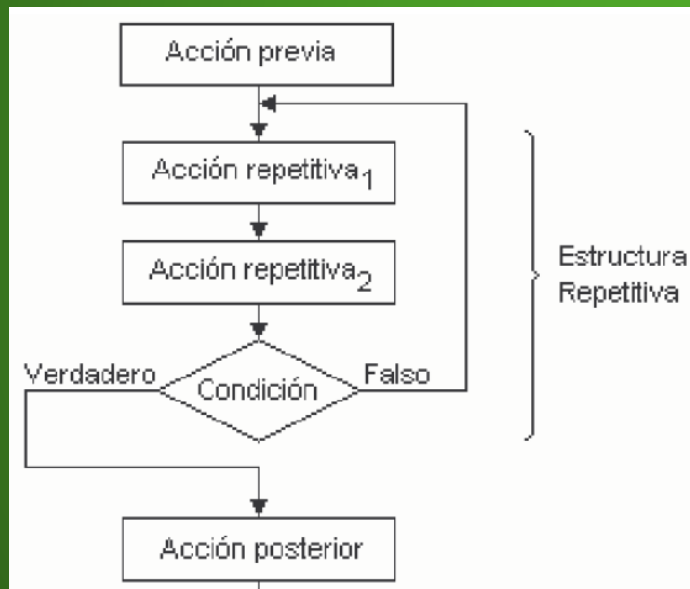 Acción previa
Acción repetitiva1
Acción repetitiva2
Estructura
Repetitiva
Verdadero
Condición
Falso
Acción posterior